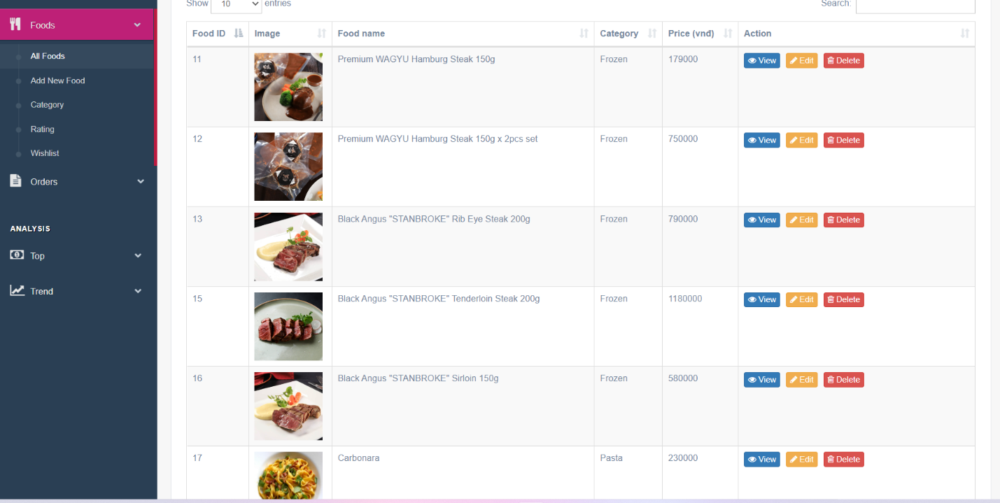 Show 10 entries Search:
Foods
All Foods
Add New Food
Category
Rating
Wishlist
Orders
ANALYSIS
Top
Trend
Food ID Image Food name Category Price (vnd) Action
11 Premium WAGYU Hamburg Steak 150g Frozen 179000 View Edit Delete
12 Premium WAGYU Hamburg Steak 150g x 2pcs set Frozen 750000 View Edit Delete
13 Black Angus "STANBROKE" Rib Eye Steak 200g Frozen 790000 View Edit Delete
15 Black Angus "STANBROKE" Tenderloin Steak 200g Frozen 1180000 View Edit Delete
16 Black Angus "STANBROKE" Sirloin 150g Frozen 580000 View Edit Delete
17 Carbonara Pasta 230000 View Edit Delete